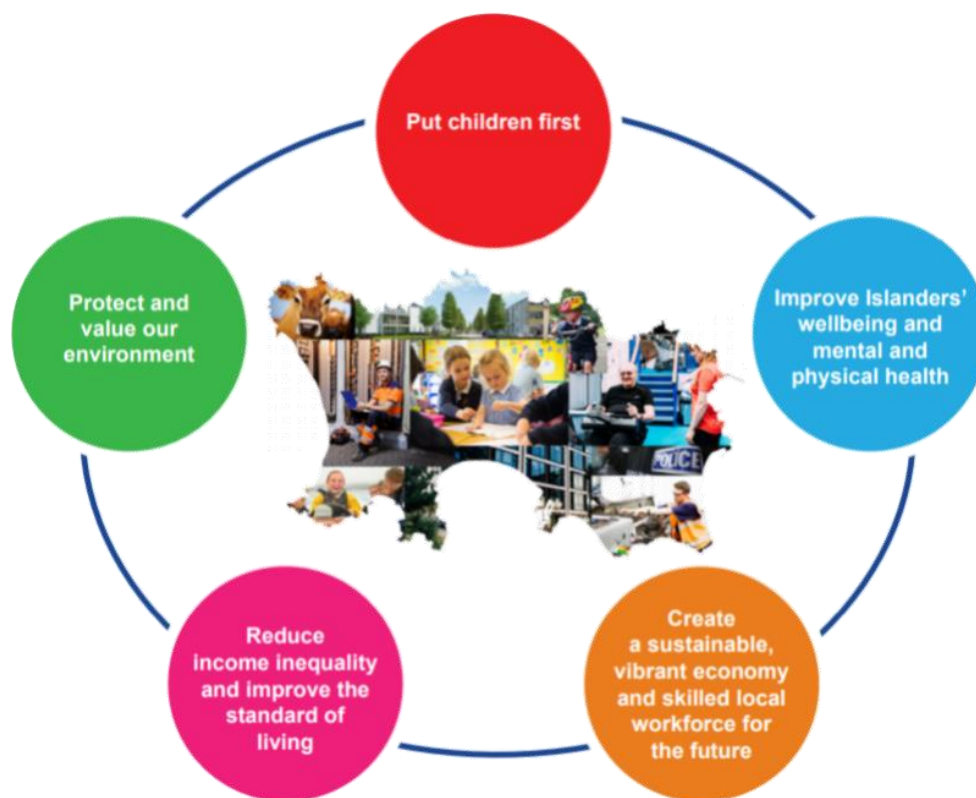 Put children first
Improve Islanders’
wellbeing and
mental and
physical health
Create
a sustainable,
vibrant economy
and skilled local
workforce for
the future
Reduce
income inequality
and improve the
standard of
living
Protect and
value our
environment
POLICE